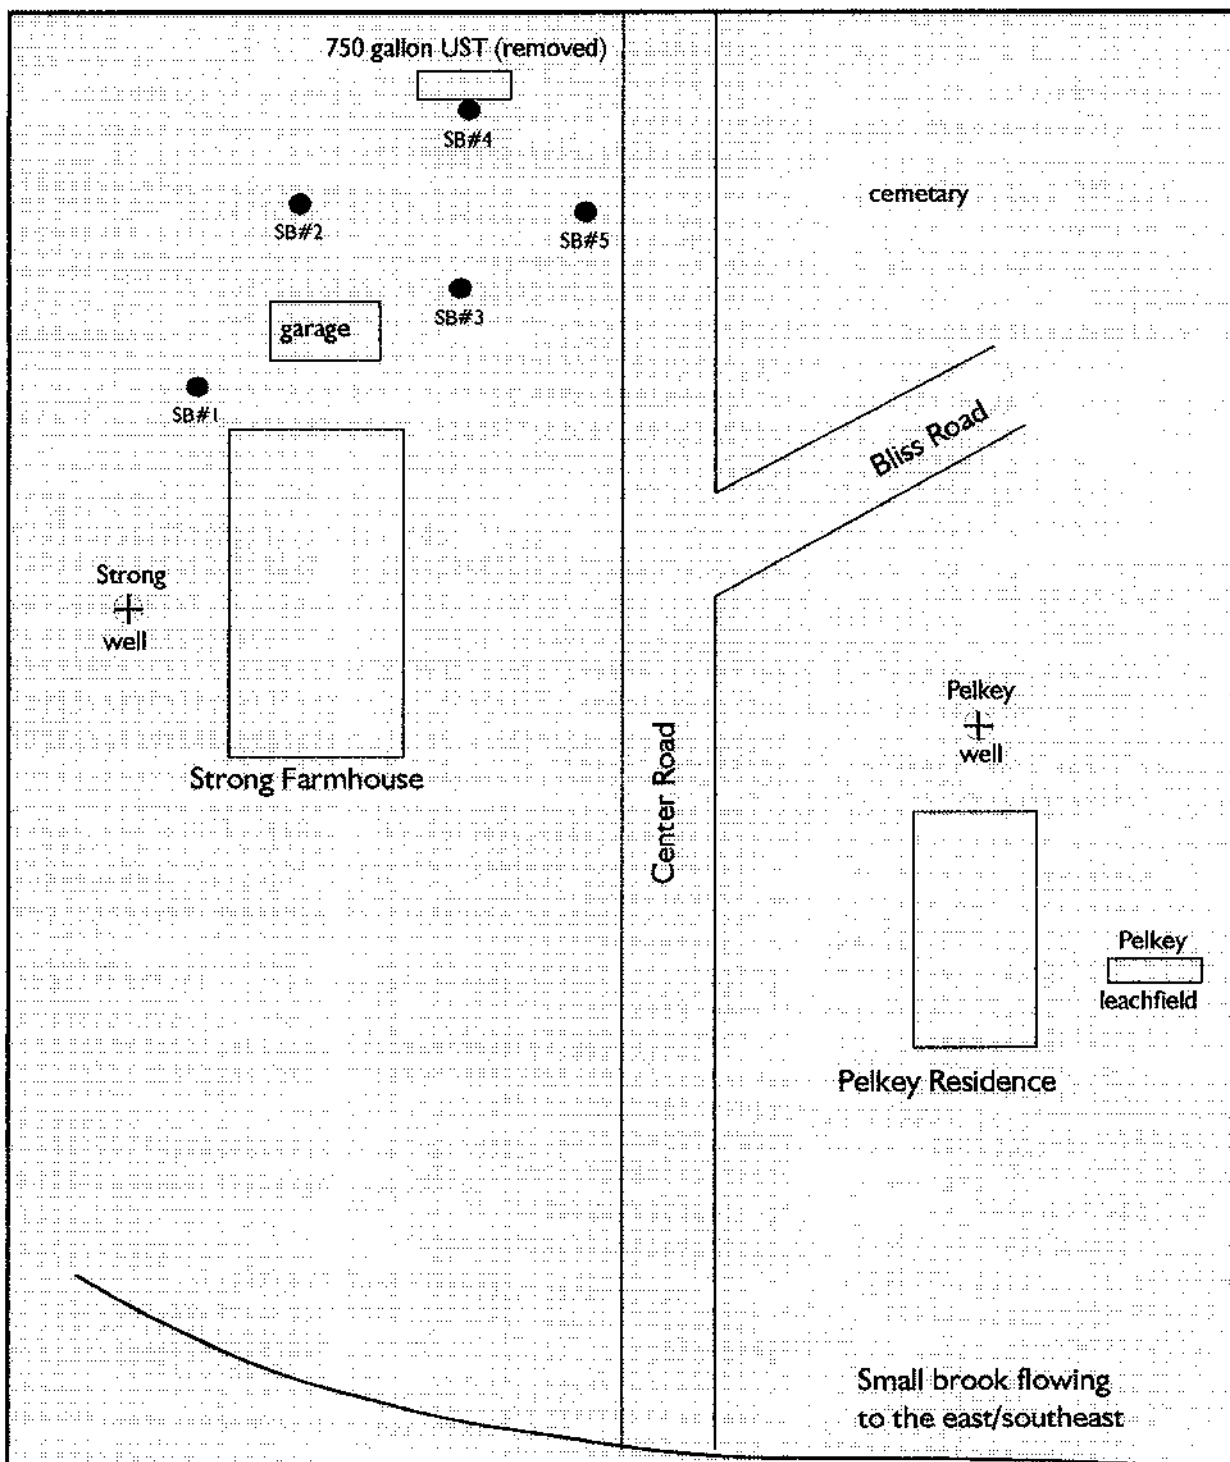 750 gallon UST (removed)
SB#4
cemetary
SB#2
SB#5
SB#3
garage
SB#1
Bliss Road
Strong
well
Pelkey
well
Strong Farmhouse
Center Road
Pelkey
leachfield
Pelkey Residence
Small brook flowing
to the east/southeast